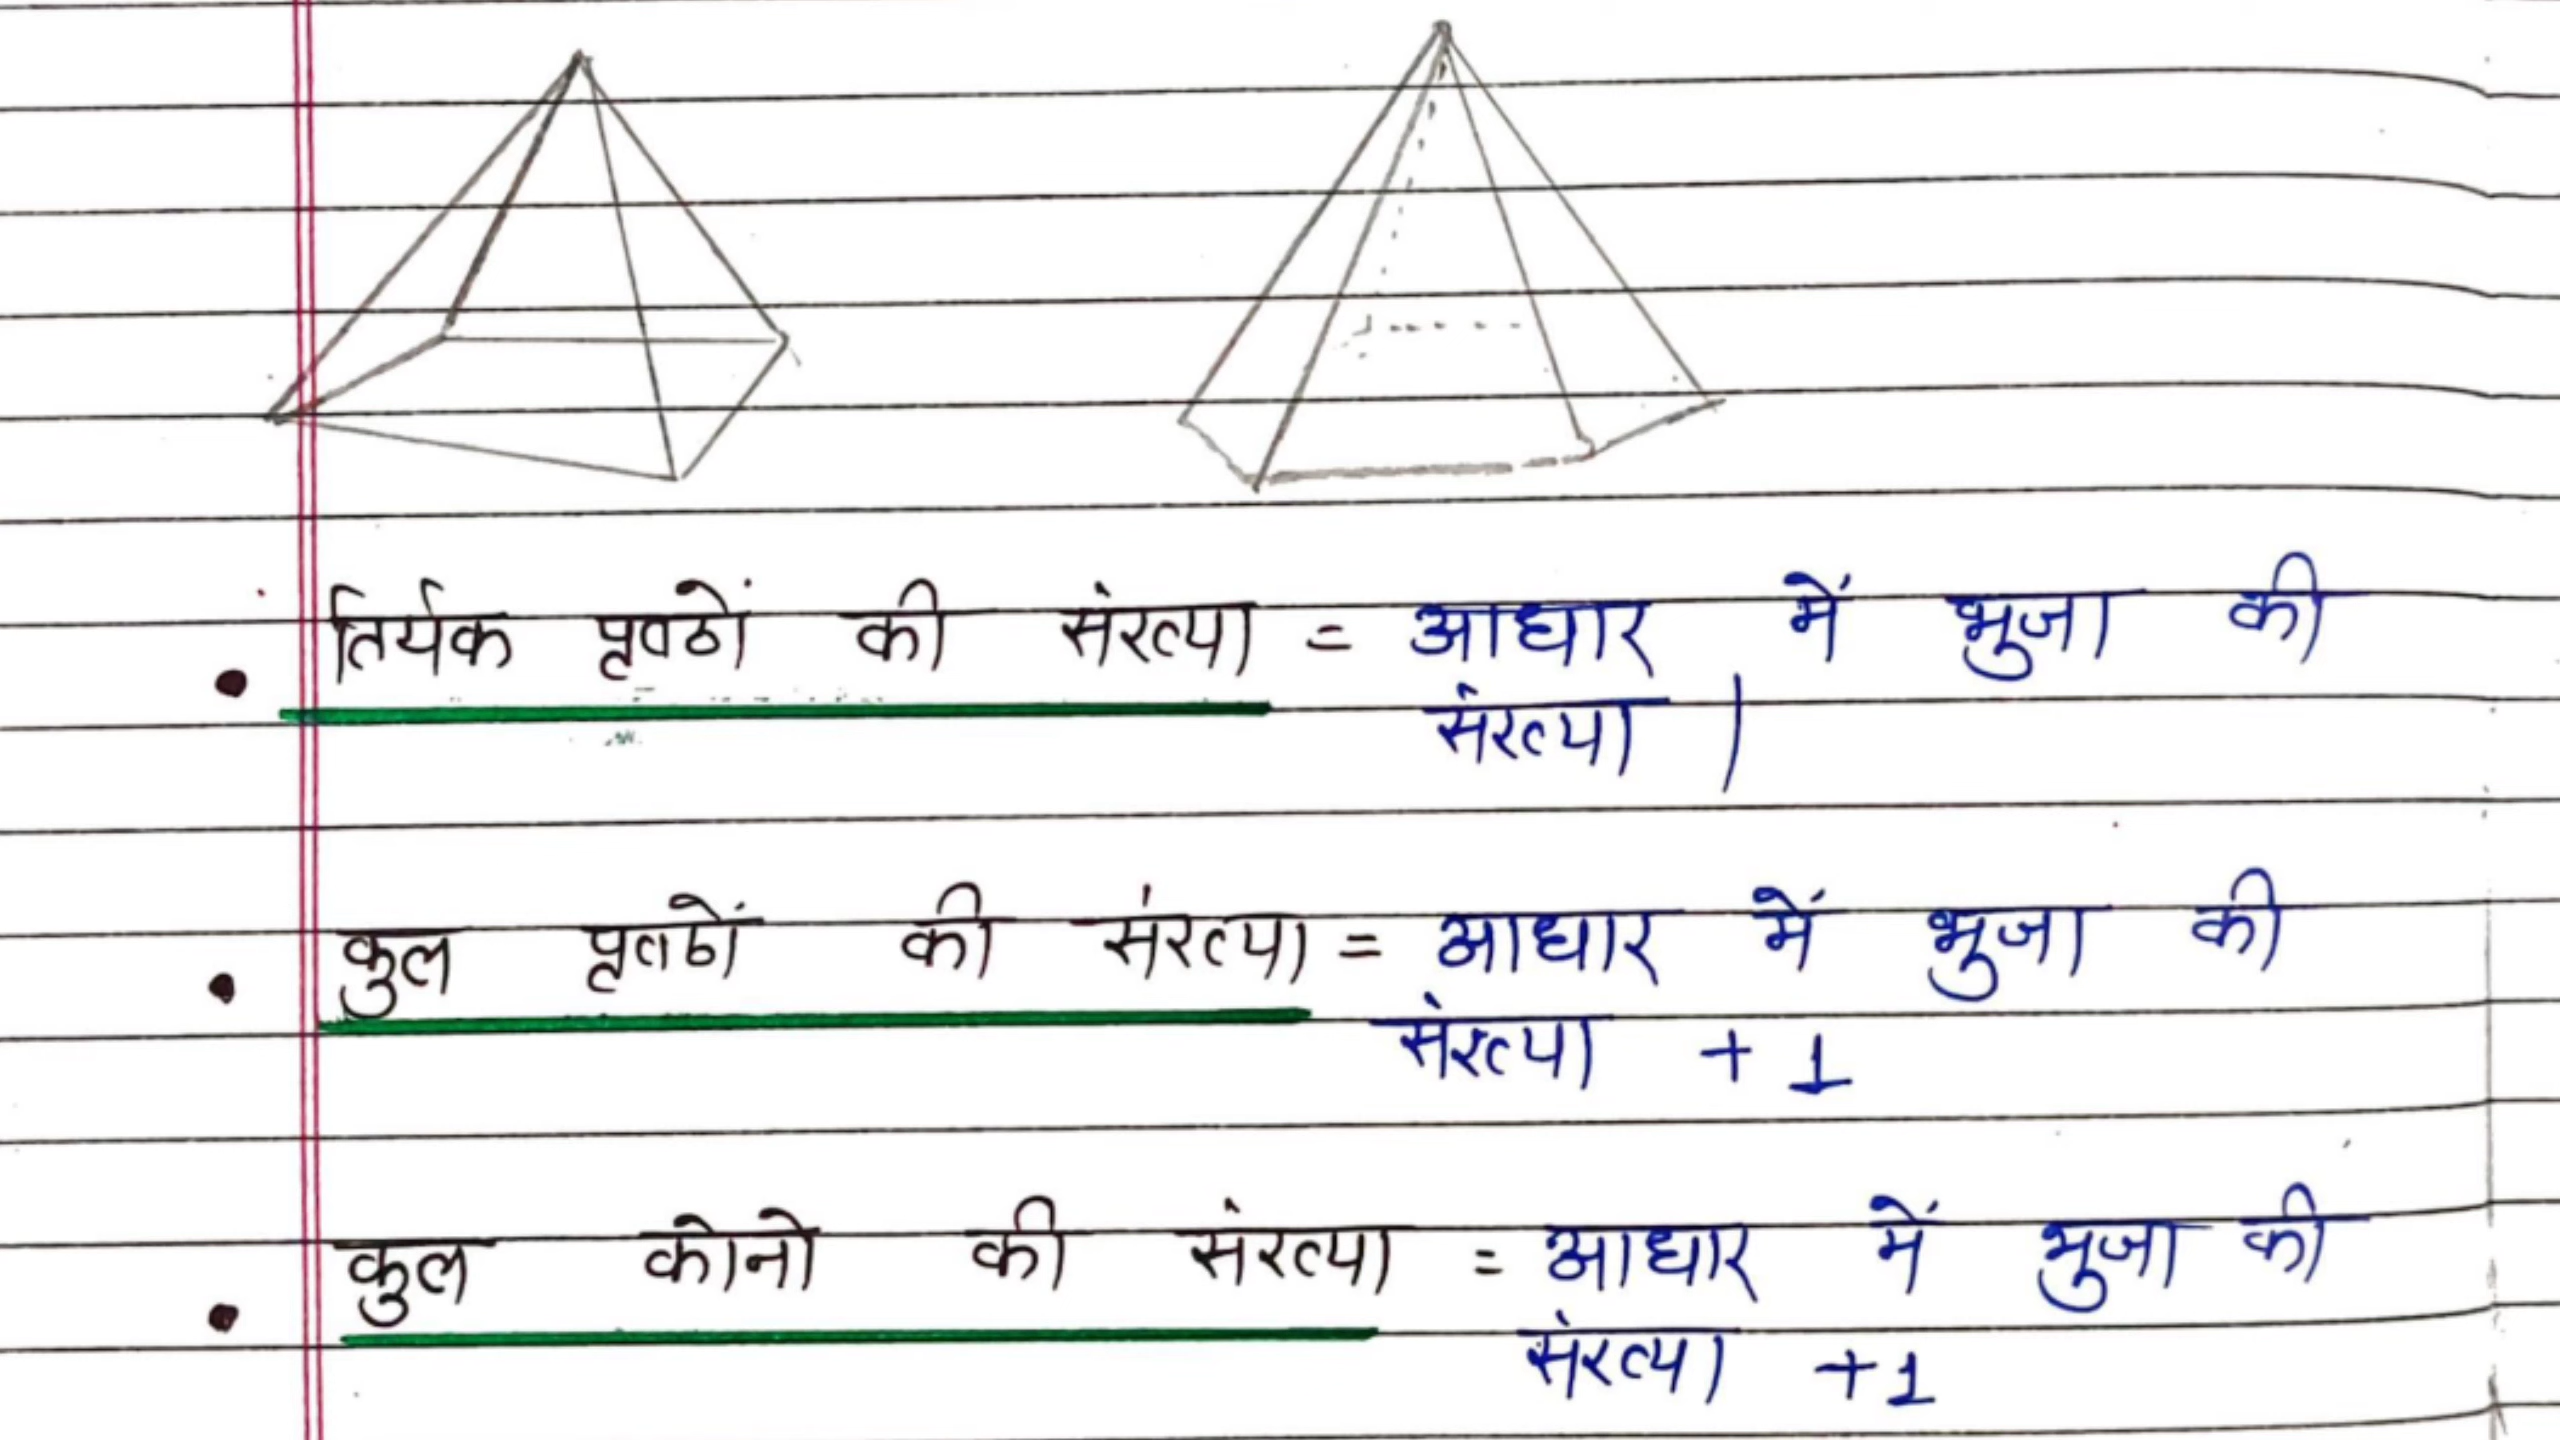 तिर्यक पृष्ठों की संख्या = आधार में भुजा की
संख्या |
कुल पृष्ठों की संख्या = आधार में भुजा की
संख्या + 1
कुल कोनो की संख्या = आधार में भुजा की
संख्या +1